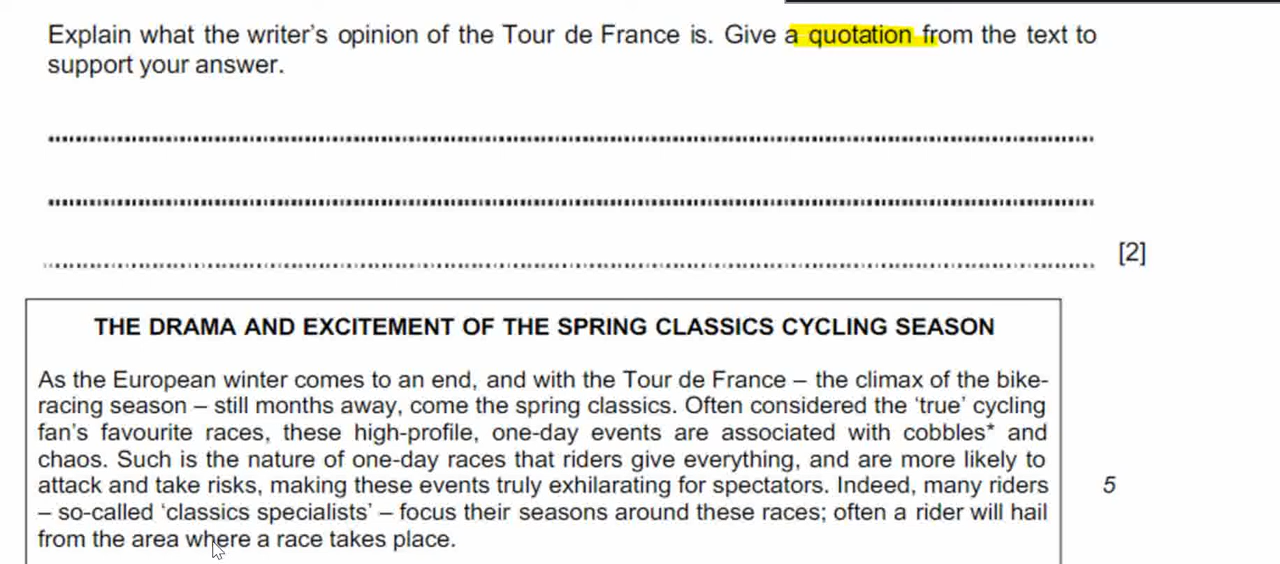 Explain what the writer's opinion of the Tour de France is. Give a quotation from the text to
support your answer.
[2]
THE DRAMA AND EXCITEMENT OF THE SPRING CLASSICS CYCLING SEASON
As the European winter comes to an end, and with the Tour de France – the climax of the bike-
racing season – still months away, come the spring classics. Often considered the 'true' cycling
fan's favourite races, these high-profile, one-day events are associated with cobbles* and
chaos. Such is the nature of one-day races that riders give everything, and are more likely to
attack and take risks, making these events truly exhilarating for spectators. Indeed, many riders
5
– so-called 'classics specialists' – focus their seasons around these races; often a rider will hail
from the area where a race takes place.